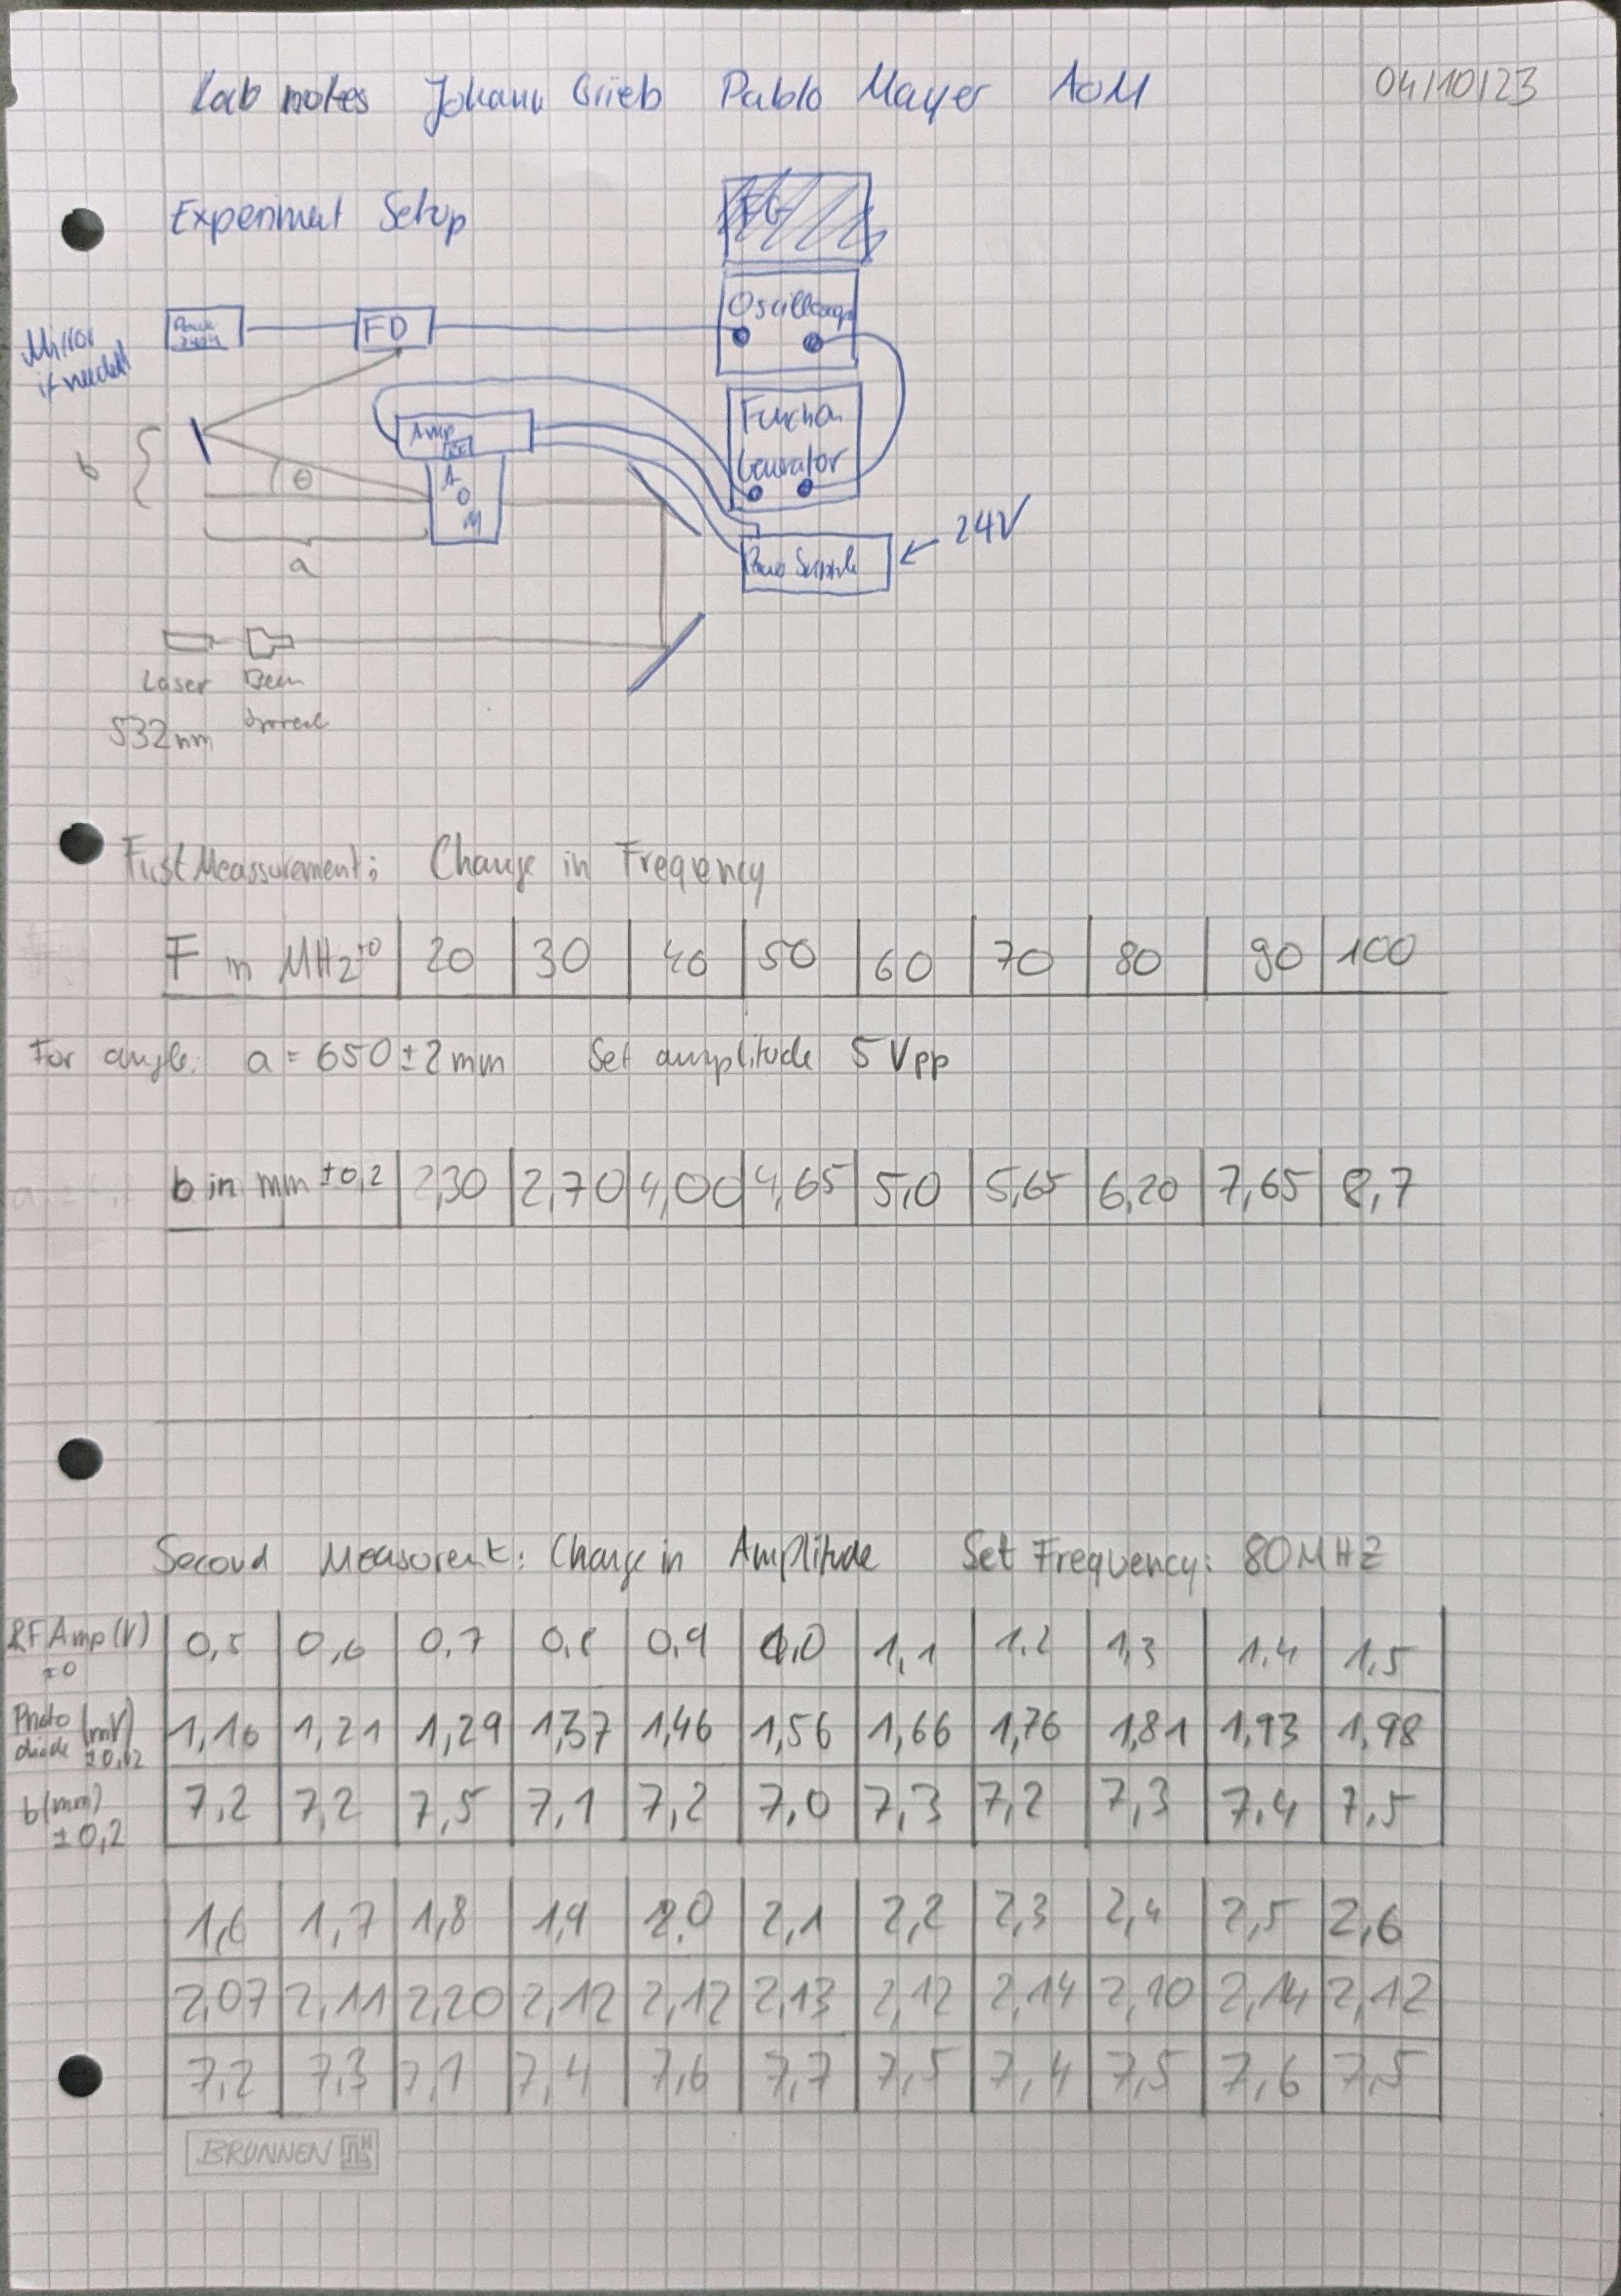 Lab notes Johann Grieb Pablo Mayer AOM 04/10/23
Experiment Setup
Mirror
if needed
Power
FD
Oscilloscope
Amp
RF
Function
Generator
AOM
b
θ
a
Power Supply
24V
Laser Beam
532nm
First Meassurement: Change in Freqency
F in MHz ±0 20 30 40 50 60 70 80 90 100
For angle: a = 650 ± 2 mm Set amplitude 5 Vpp
b in mm ±0,2 2,30 2,70 4,00 4,65 5,0 5,65 6,20 7,65 8,7
Second Measurent: Change in Amplitude Set Frequency: 80MHZ
RF Amp (V) ±0 0,5 0,6 0,7 0,8 0,9 1,0 1,1 1,2 1,3 1,4 1,5
Photo diode (mV) ±0,02 1,16 1,21 1,29 1,37 1,46 1,56 1,66 1,76 1,81 1,93 1,98
b (mm) ±0,2 7,2 7,2 7,5 7,1 7,2 7,0 7,3 7,2 7,3 7,4 7,5
1,6 1,7 1,8 1,9 2,0 2,1 2,2 2,3 2,4 2,5 2,6
2,07 2,11 2,20 2,12 2,12 2,13 2,12 2,14 2,10 2,14 2,12
7,2 7,3 7,1 7,4 7,6 7,7 7,5 7,4 7,5 7,6 7,5
BRUNNEN